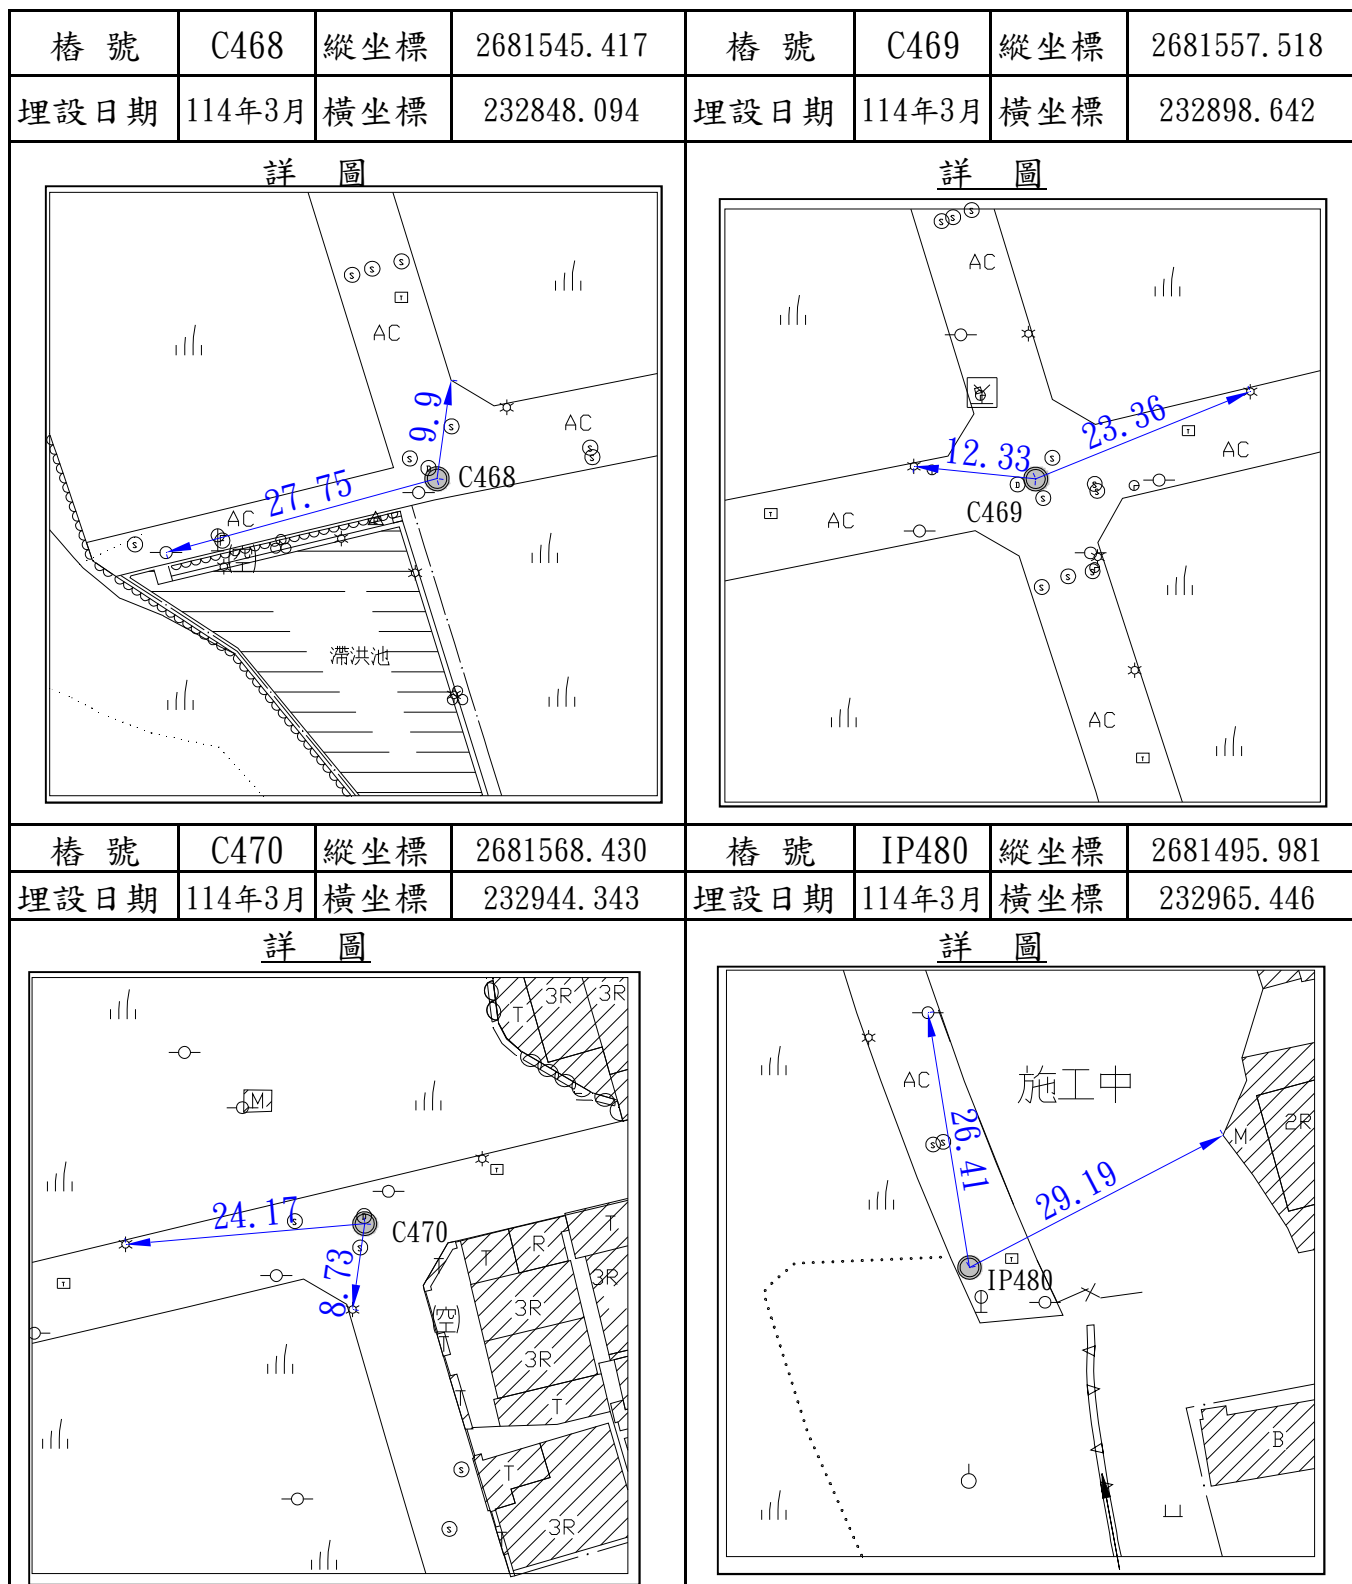 樁 號 C468 縱坐標 2681545.417 樁 號 C469 縱坐標 2681557.518
埋設日期 114年3月 橫坐標 232848.094 埋設日期 114年3月 橫坐標 232898.642
詳 圖
AC
9.9
AC
C468
27.75
AC
滯洪池
詳 圖
AC
23.36
12.33
AC
C469
AC
AC
樁 號 C470 縱坐標 2681568.430 樁 號 IP480 縱坐標 2681495.981
埋設日期 114年3月 橫坐標 232944.343 埋設日期 114年3月 橫坐標 232965.446
詳 圖
3R 3R
T
M
24.17
C470
8.73
T
T R T
3R
3R
(空)
3R
T
T
T
3R
詳 圖
AC
施工中
26.41
M
2R
29.19
IP480
B